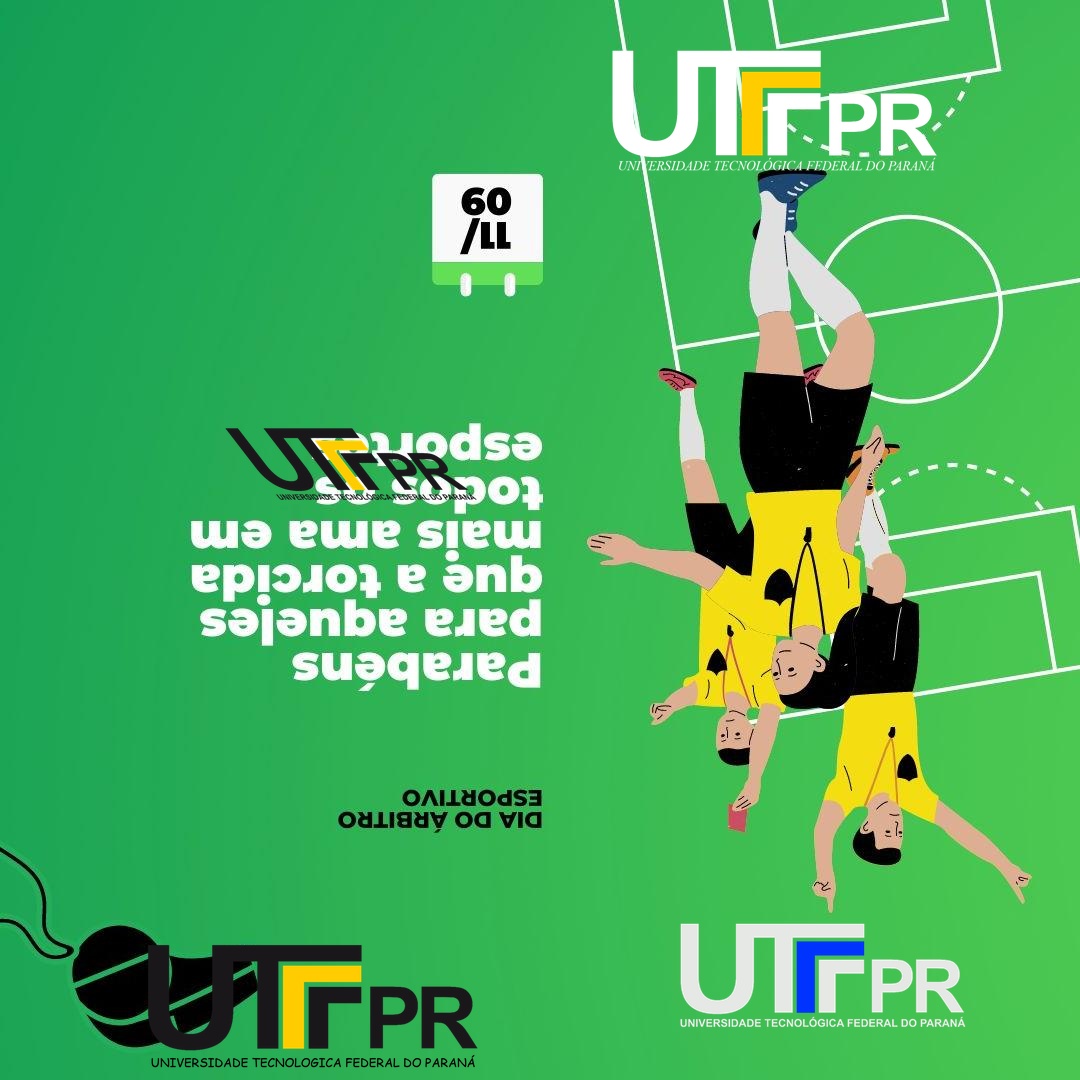 UTFPR
UNIVERSIDADE TECNOLÓGICA FEDERAL DO PARANÁ
DIA DO ÁRBITRO
ESPORTIVO
Parabéns
para aqueles
que a torcida
mais ama em
todos os
esportes
11/
09
UTFPR
UNIVERSIDADE TECNOLÓGICA FEDERAL DO PARANÁ
UTFPR
UNIVERSIDADE TECNOLOGICA FEDERAL DO PARANÁ
UTFPR
UNIVERSIDADE TECNOLÓGICA FEDERAL DO PARANÁ